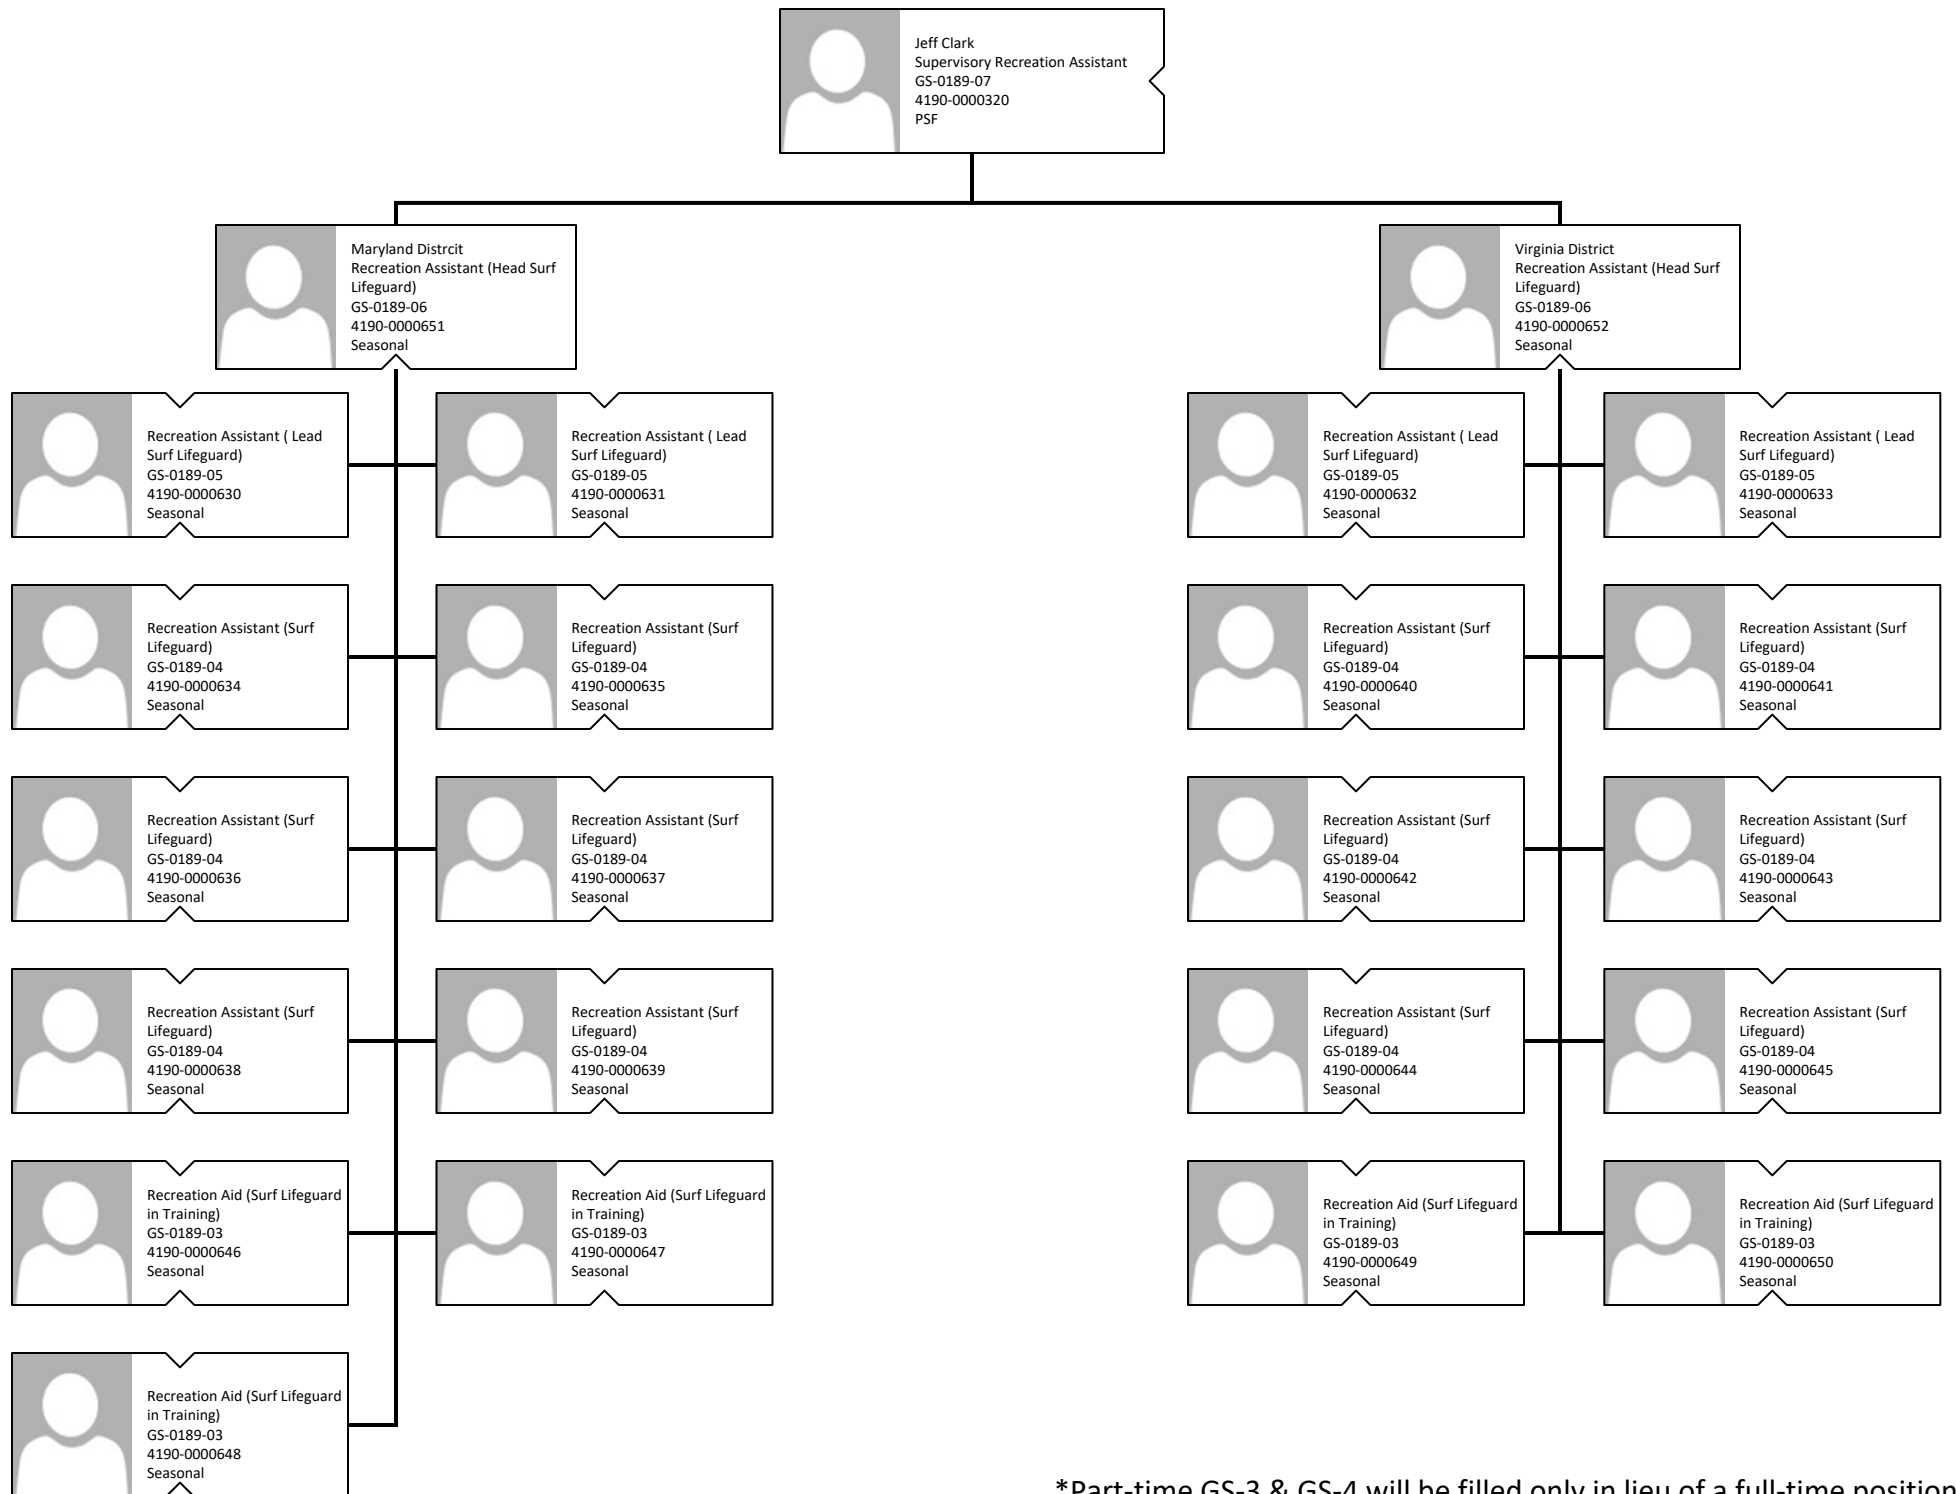 Jeff Clark
Supervisory Recreation Assistant
GS-0189-07
4190-0000320
PSF
Maryland Distrcit
Recreation Assistant (Head Surf
Lifeguard)
GS-0189-06
4190-0000651
Seasonal
Virginia District
Recreation Assistant (Head Surf
Lifeguard)
GS-0189-06
4190-0000652
Seasonal
Recreation Assistant ( Lead
Surf Lifeguard)
GS-0189-05
4190-0000630
Seasonal
Recreation Assistant ( Lead
Surf Lifeguard)
GS-0189-05
4190-0000631
Seasonal
Recreation Assistant ( Lead
Surf Lifeguard)
GS-0189-05
4190-0000632
Seasonal
Recreation Assistant ( Lead
Surf Lifeguard)
GS-0189-05
4190-0000633
Seasonal
Recreation Assistant (Surf
Lifeguard)
GS-0189-04
4190-0000634
Seasonal
Recreation Assistant (Surf
Lifeguard)
GS-0189-04
4190-0000635
Seasonal
Recreation Assistant (Surf
Lifeguard)
GS-0189-04
4190-0000640
Seasonal
Recreation Assistant (Surf
Lifeguard)
GS-0189-04
4190-0000641
Seasonal
Recreation Assistant (Surf
Lifeguard)
GS-0189-04
4190-0000636
Seasonal
Recreation Assistant (Surf
Lifeguard)
GS-0189-04
4190-0000637
Seasonal
Recreation Assistant (Surf
Lifeguard)
GS-0189-04
4190-0000642
Seasonal
Recreation Assistant (Surf
Lifeguard)
GS-0189-04
4190-0000643
Seasonal
Recreation Assistant (Surf
Lifeguard)
GS-0189-04
4190-0000638
Seasonal
Recreation Assistant (Surf
Lifeguard)
GS-0189-04
4190-0000639
Seasonal
Recreation Assistant (Surf
Lifeguard)
GS-0189-04
4190-0000644
Seasonal
Recreation Assistant (Surf
Lifeguard)
GS-0189-04
4190-0000645
Seasonal
Recreation Aid (Surf Lifeguard
in Training)
GS-0189-03
4190-0000646
Seasonal
Recreation Aid (Surf Lifeguard
in Training)
GS-0189-03
4190-0000647
Seasonal
Recreation Aid (Surf Lifeguard
in Training)
GS-0189-03
4190-0000649
Seasonal
Recreation Aid (Surf Lifeguard
in Training)
GS-0189-03
4190-0000650
Seasonal
Recreation Aid (Surf Lifeguard
in Training)
GS-0189-03
4190-0000648
Seasonal
*Part-time GS-3 & GS-4 will be filled only in lieu of a full-time position